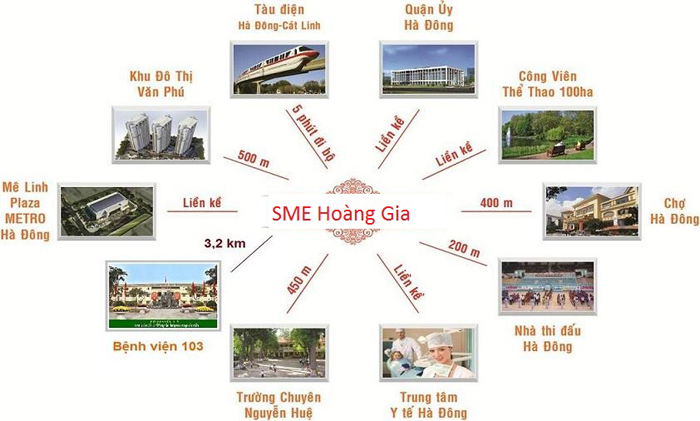 Tàu điện
Hà Đông-Cát Linh
Quận Ủy
Hà Đông
Khu Đô Thị
Văn Phú
Công Viên
Thể Thao 100ha
5 phút đi bộ
Liền kề
500 m
Liền kề
Mê Linh
Plaza
METRO
Hà Đông
Liền kề
SME Hoàng Gia
400 m
Chợ
Hà Đông
3,2 km
200 m
450 m
Liền kề
Bệnh viện 103
Nhà thi đấu
Hà Đông
Trường Chuyên
Nguyễn Huệ
Trung tâm
Y tế Hà Đông